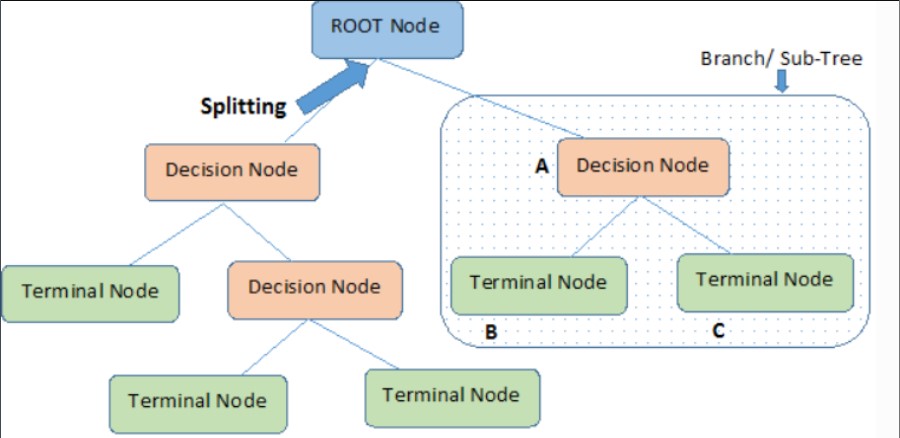 ROOT Node
Branch/ Sub-Tree
Splitting
Decision Node
A
Decision Node
Terminal Node
Decision Node
Terminal Node
Terminal Node
B
C
Terminal Node
Terminal Node